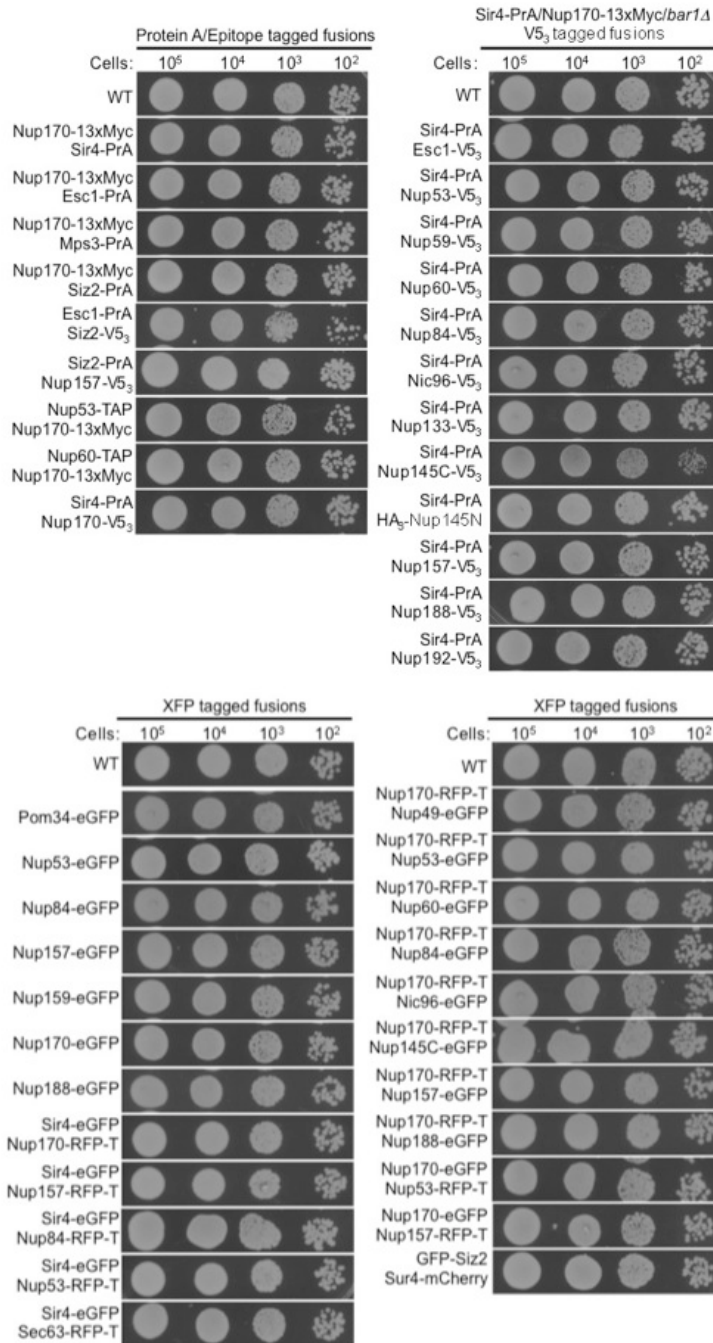 Protein A/Epitope tagged fusions
Cells: 10⁵ 10⁴ 10³ 10²
WT
Nup170-13xMyc
Sir4-PrA
Nup170-13xMyc
Esc1-PrA
Nup170-13xMyc
Mps3-PrA
Nup170-13xMyc
Siz2-PrA
Esc1-PrA
Siz2-V5₃
Siz2-PrA
Nup157-V5₃
Nup53-TAP
Nup170-13xMyc
Nup60-TAP
Nup170-13xMyc
Sir4-PrA
Nup170-V5₃
Sir4-PrA/Nup170-13xMyc/bar1Δ
V5₃ tagged fusions
Cells: 10⁵ 10⁴ 10³ 10²
WT
Sir4-PrA
Esc1-V5₃
Sir4-PrA
Nup53-V5₃
Sir4-PrA
Nup59-V5₃
Sir4-PrA
Nup60-V5₃
Sir4-PrA
Nup84-V5₃
Sir4-PrA
Nic96-V5₃
Sir4-PrA
Nup133-V5₃
Sir4-PrA
Nup145C-V5₃
Sir4-PrA
HA₃-Nup145N
Sir4-PrA
Nup157-V5₃
Sir4-PrA
Nup188-V5₃
Sir4-PrA
Nup192-V5₃
XFP tagged fusions
Cells: 10⁵ 10⁴ 10³ 10²
WT
Pom34-eGFP
Nup53-eGFP
Nup84-eGFP
Nup157-eGFP
Nup159-eGFP
Nup170-eGFP
Nup188-eGFP
Sir4-eGFP
Nup170-RFP-T
Sir4-eGFP
Nup157-RFP-T
Sir4-eGFP
Nup84-RFP-T
Sir4-eGFP
Nup53-RFP-T
Sir4-eGFP
Sec63-RFP-T
XFP tagged fusions
Cells: 10⁵ 10⁴ 10³ 10²
WT
Nup170-RFP-T
Nup49-eGFP
Nup170-RFP-T
Nup53-eGFP
Nup170-RFP-T
Nup60-eGFP
Nup170-RFP-T
Nup84-eGFP
Nup170-RFP-T
Nic96-eGFP
Nup170-RFP-T
Nup145C-eGFP
Nup170-RFP-T
Nup157-eGFP
Nup170-RFP-T
Nup188-eGFP
Nup170-eGFP
Nup53-RFP-T
Nup170-eGFP
Nup157-RFP-T
GFP-Siz2
Sur4-mCherry